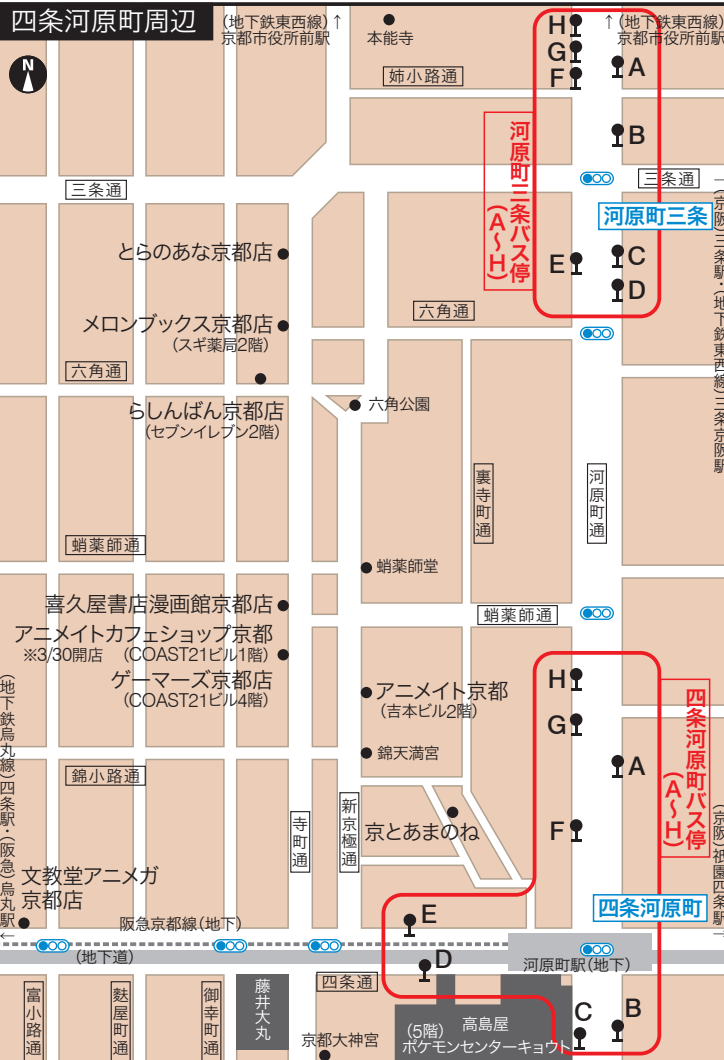 四条河原町周辺
(地下鉄東西線)↑
京都市役所前駅
本能寺
↑(地下鉄東西線)
京都市役所前駅
N
H
G
F
A
姉小路通
B
河原町三条バス停
(A〜H)
三条通
三条通
河原町三条
(京阪)三条駅・(地下鉄東西線)三条京阪駅→
とらのあな京都店
E
C
D
六角通
メロンブックス京都店
(スギ薬局2階)
六角通
らしんばん京都店
(セブンイレブン2階)
六角公園
裏寺町通
河原町通
蛸薬師通
蛸薬師堂
喜久屋書店漫画館京都店
蛸薬師通
アニメイトカフェショップ京都
※3/30開店 (COAST21ビル1階)
ゲーマーズ京都店
(COAST21ビル4階)
アニメイト京都
(吉本ビル2階)
H
G
四条河原町バス停
(A〜H)
(地下鉄烏丸線)四条駅・(阪急)烏丸駅←
錦天満宮
A
錦小路通
寺町通
新京極通
京とあまのね
F
(京阪)祇園四条駅→
文教堂アニメガ
京都店
四条河原町
阪急京都線(地下)
E
(地下道)
D
河原町駅(地下)
富小路通
麩屋町通
御幸町通
藤井大丸
四条通
京都大神宮
(5階) 高島屋
ポケモンセンターキョウト
C
B